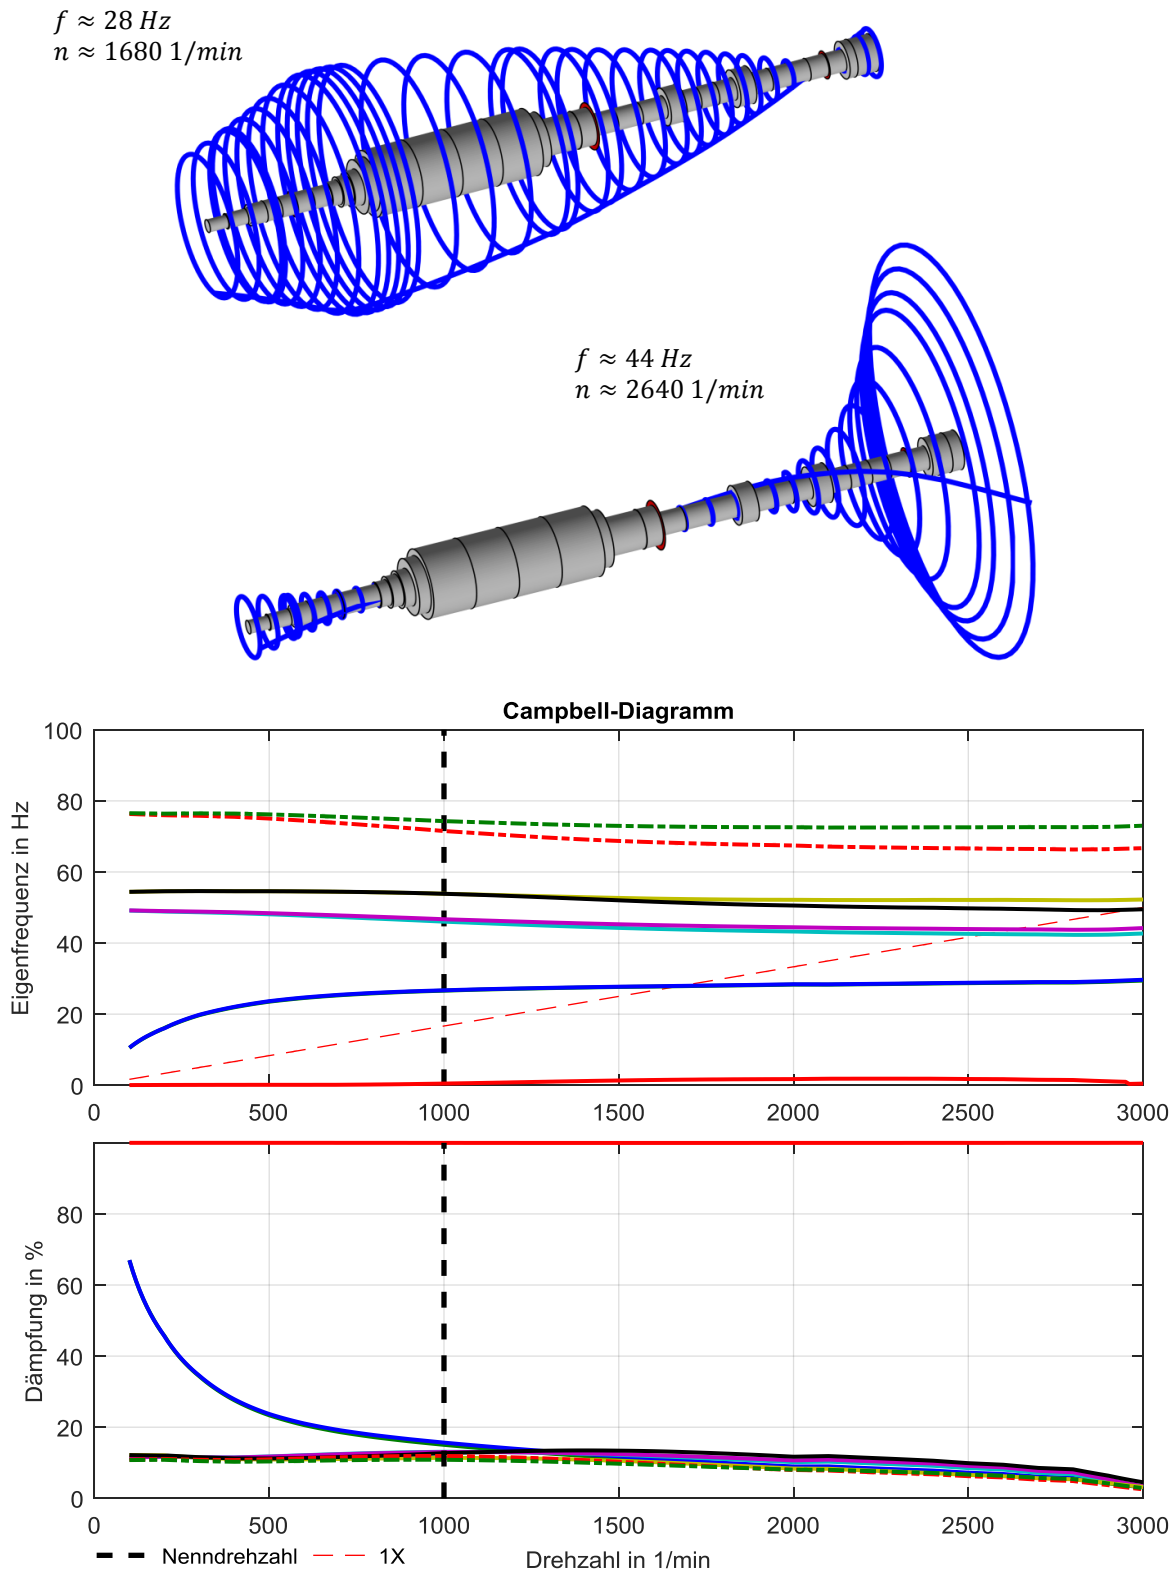 f ≈ 28 Hz
n ≈ 1680 1/min
f ≈ 44 Hz
n ≈ 2640 1/min
Campbell-Diagramm
Eigenfrequenz in Hz
100
80
60
40
20
0
0 500 1000 1500 2000 2500 3000
Dämpfung in %
80
60
40
20
0
0 500 1000 1500 2000 2500 3000
Nenndrehzahl 1X Drehzahl in 1/min